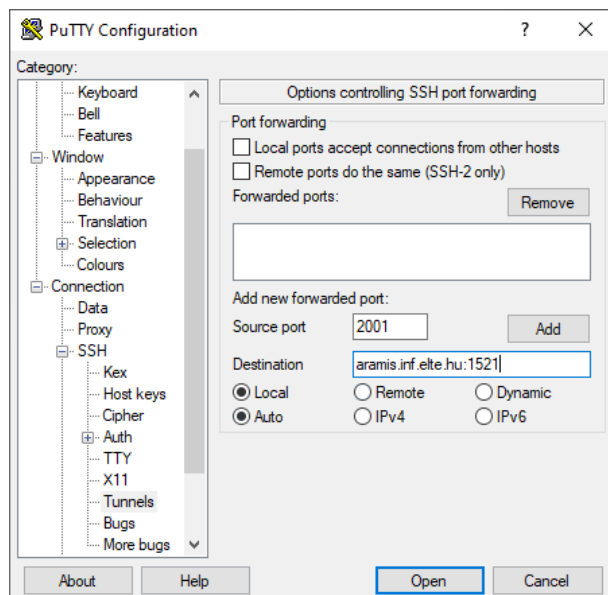 PuTTY Configuration
?
Category:
Keyboard
Bell
Features
Window
Appearance
Behaviour
Translation
Selection
Colours
Connection
Data
Proxy
SSH
Kex
Host keys
Cipher
Auth
TTY
X11
Tunnels
Bugs
More bugs
Options controlling SSH port forwarding
Port forwarding
Local ports accept connections from other hosts
Remote ports do the same (SSH-2 only)
Forwarded ports:
Remove
Add new forwarded port:
Source port 2001 Add
Destination aramis.inf.elte.hu:1521
Local Remote Dynamic
Auto IPv4 IPv6
About Help Open Cancel